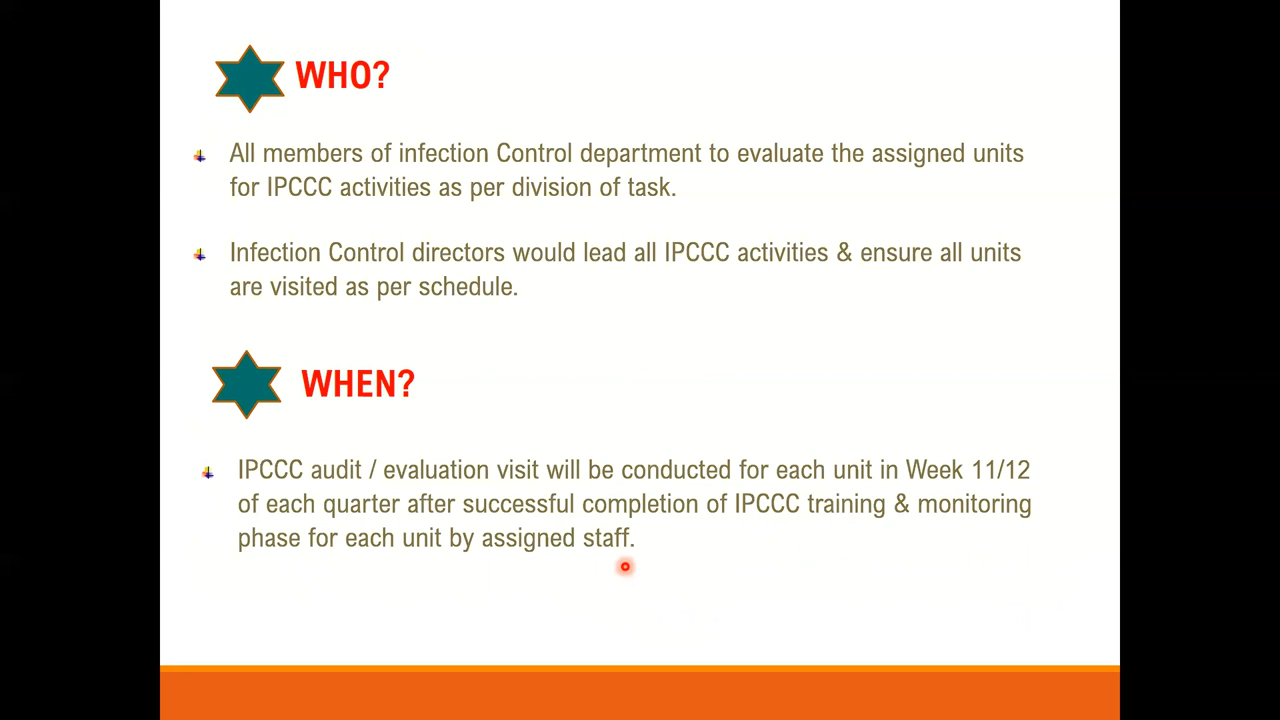 WHO?
All members of infection Control department to evaluate the assigned units
for IPCCC activities as per division of task.
Infection Control directors would lead all IPCCC activities & ensure all units
are visited as per schedule.
WHEN?
IPCCC audit / evaluation visit will be conducted for each unit in Week 11/12
of each quarter after successful completion of IPCCC training & monitoring
phase for each unit by assigned staff.